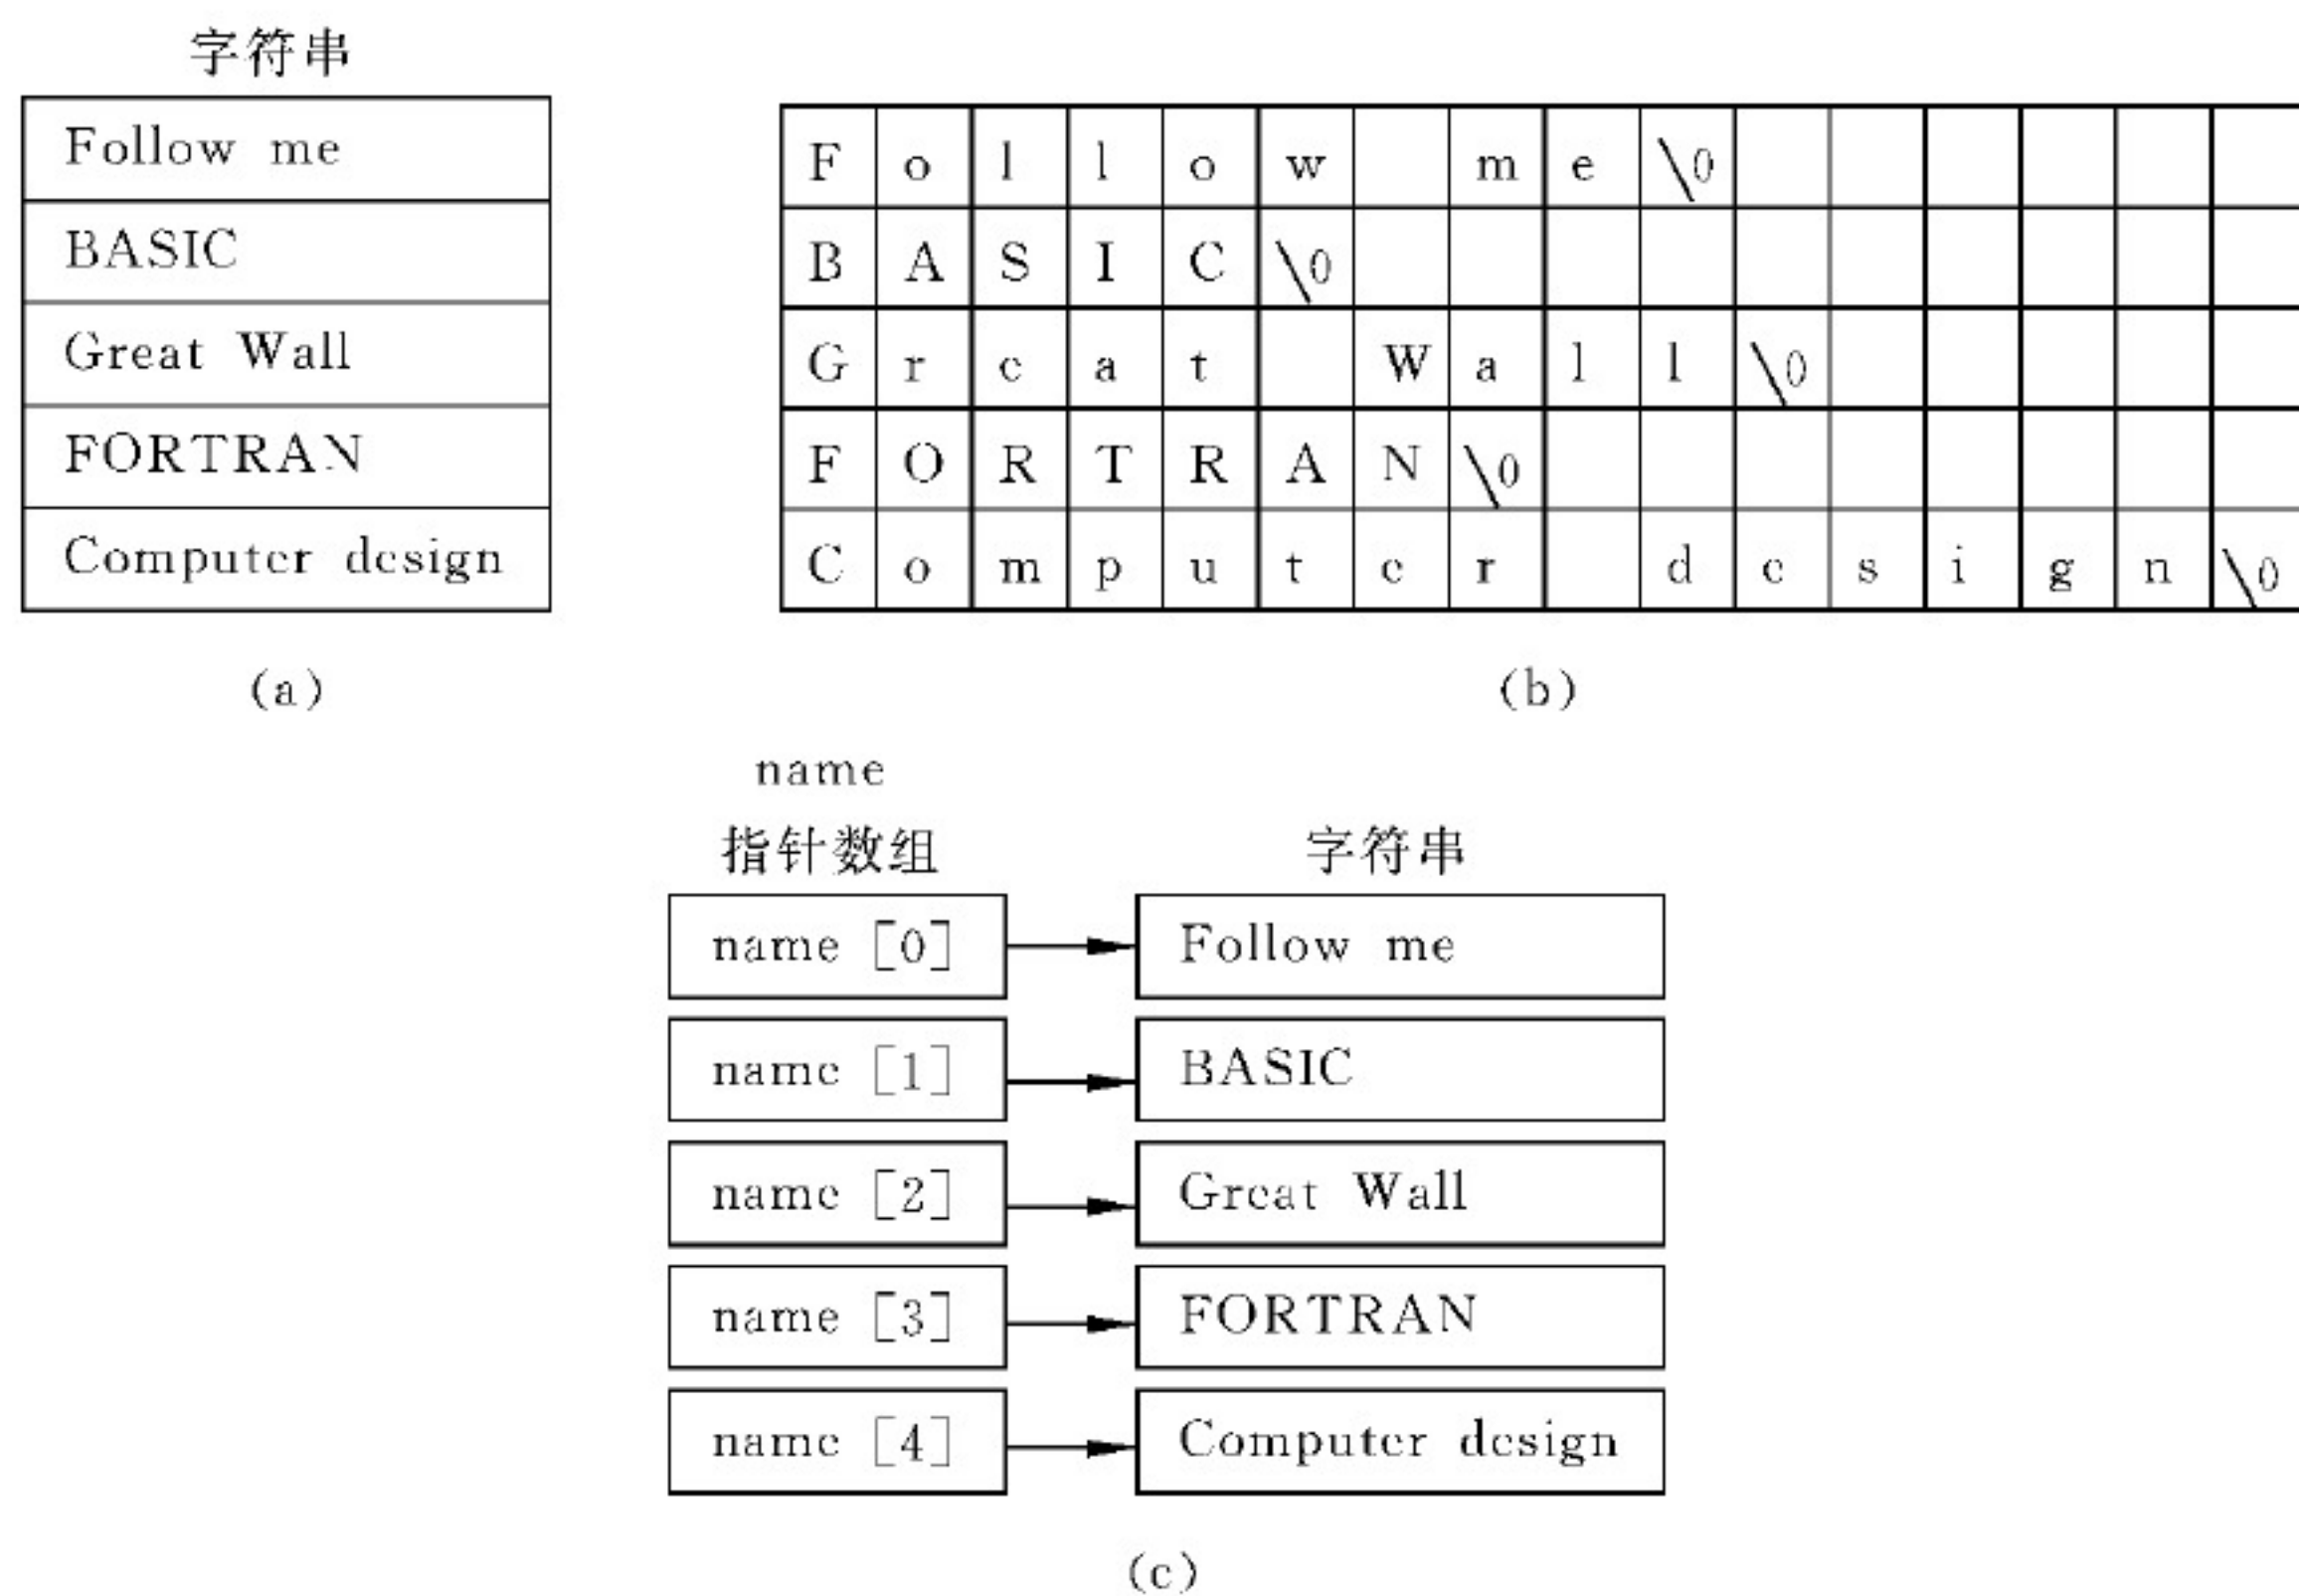 字符串
Follow me
BASIC
Great Wall
FORTRAN
Computer design
(a)
F o l l o w m e \0
B A S I C \0
G r e a t W a l l \0
F O R T R A N \0
C o m p u t e r d e s i g n \0
(b)
name
指针数组 字符串
name [0] Follow me
name [1] BASIC
name [2] Great Wall
name [3] FORTRAN
name [4] Computer design
(c)